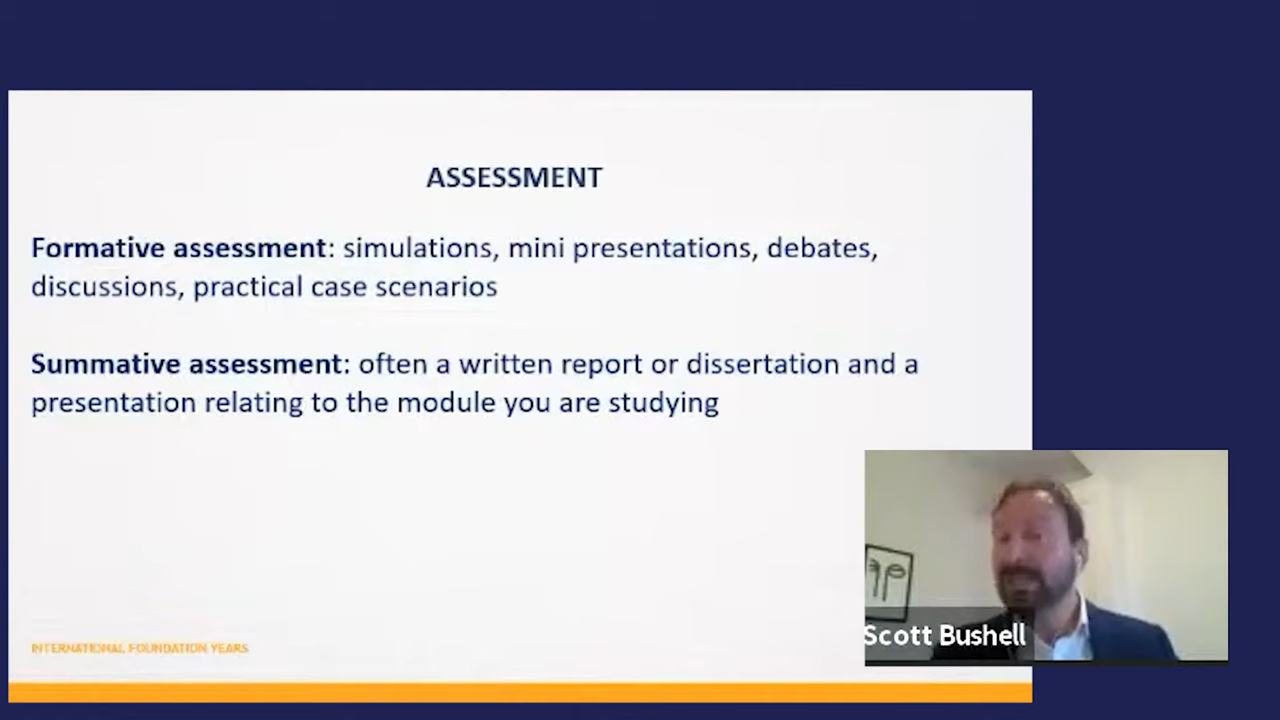 ASSESSMENT
Formative assessment: simulations, mini presentations, debates,
discussions, practical case scenarios
Summative assessment: often a written report or dissertation and a
presentation relating to the module you are studying
INTERNATIONAL FOUNDATION YEARS
Scott Bushell